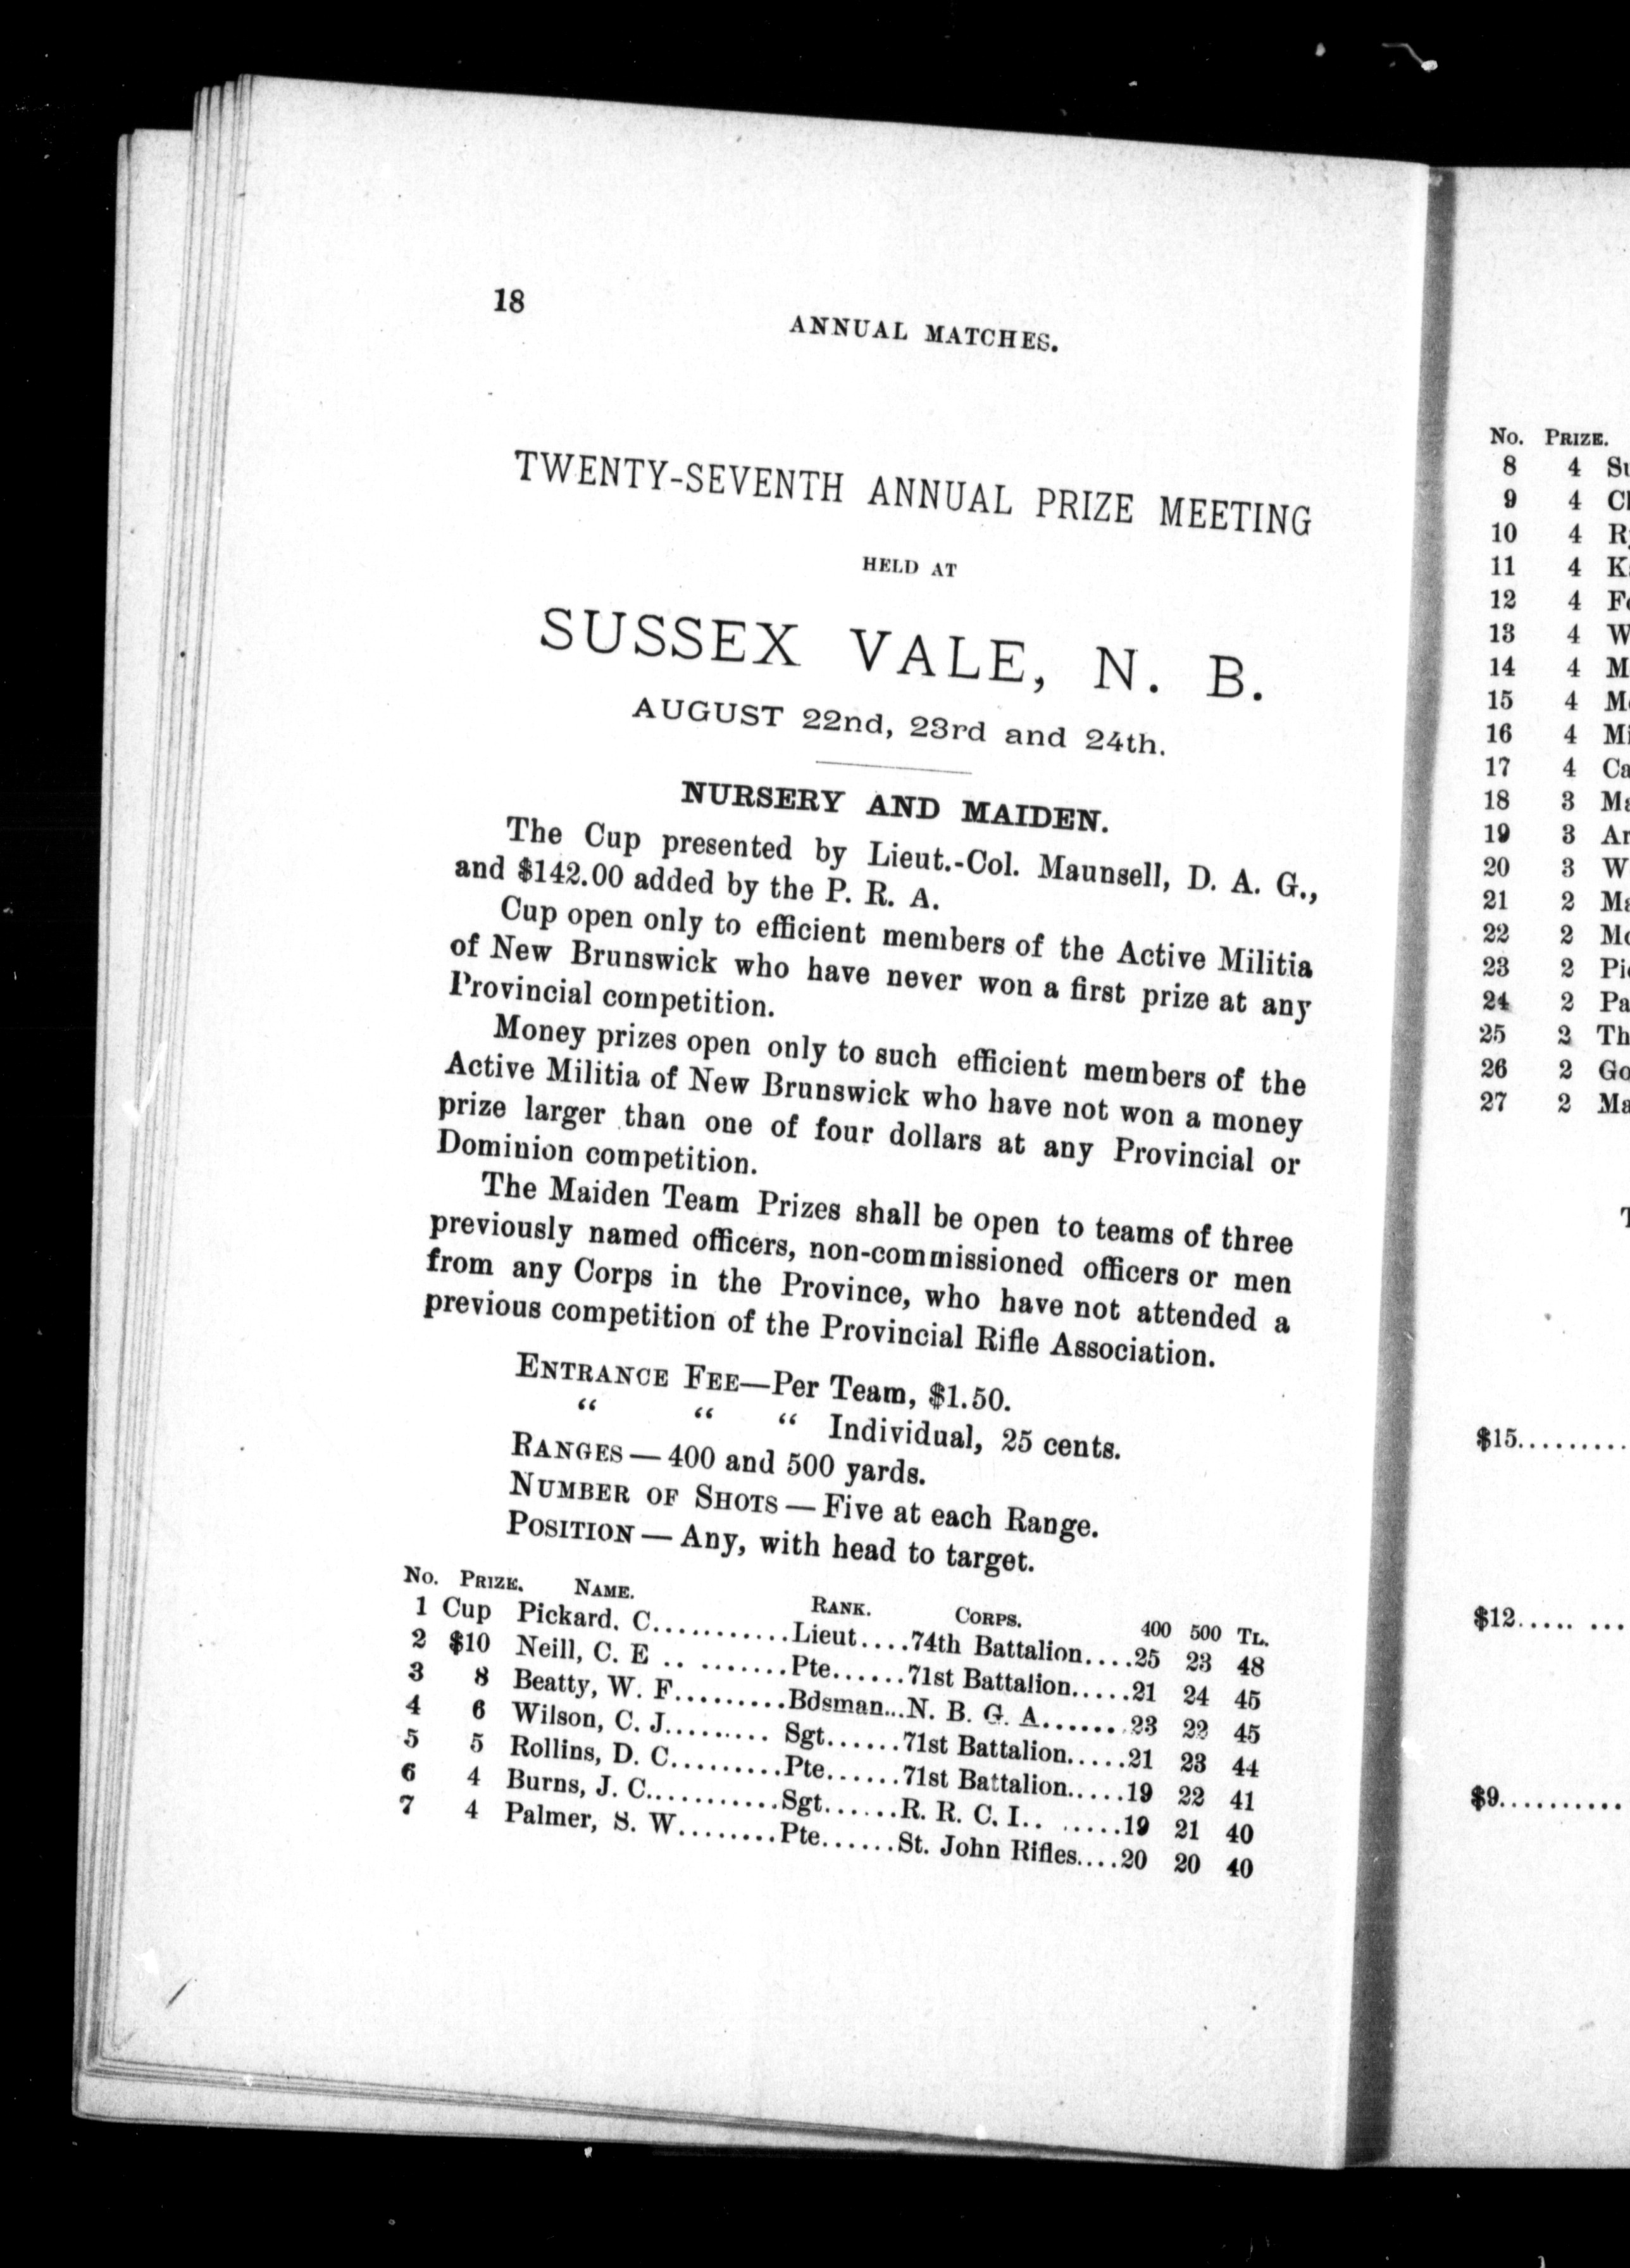 18
ANNUAL MATCHES.
TWENTY-SEVENTH ANNUAL PRIZE MEETING
HELD AT
SUSSEX VALE, N. B.
AUGUST 22nd, 23rd and 24th.
NURSERY AND MAIDEN.
The Cup presented by Lieut.-Col. Maunsell, D. A. G.,
and $142.00 added by the P. R. A.
Cup open only to efficient members of the Active Militia
of New Brunswick who have never won a first prize at any
Provincial competition.
Money prizes open only to such efficient members of the
Active Militia of New Brunswick who have not won a money
prize larger than one of four dollars at any Provincial or
Dominion competition.
The Maiden Team Prizes shall be open to teams of three
previously named officers, non-commissioned officers or men
from any Corps in the Province, who have not attended a
previous competition of the Provincial Rifle Association.
ENTRANCE FEE—Per Team, $1.50.
“ “ “ Individual, 25 cents.
RANGES — 400 and 500 yards.
NUMBER OF SHOTS — Five at each Range.
POSITION — Any, with head to target.
No. PRIZE. NAME. RANK. CORPS. 400 500 TL.
1 Cup Pickard, C...........Lieut....74th Battalion....25 23 48
2 $10 Neill, C. E .. ........Pte......71st Battalion.....21 24 45
3 8 Beatty, W. F.........Bdsman...N. B. G. A.......23 22 45
4 6 Wilson, C. J......... Sgt......71st Battalion.....21 23 44
5 5 Rollins, D. C.........Pte......71st Battalion.....19 22 41
6 4 Burns, J. C...........Sgt......R. R. C. I.. ......19 21 40
7 4 Palmer, S. W........Pte......St. John Rifles....20 20 40
No. PRIZE.
8 4
9 4
10 4
11 4
12 4
13 4
14 4
15 4
16 4
17 4
18 3
19 3
20 3
21 2
22 2
23 2
24 2
25 2
26 2
27 2
$15.........
$12..... ...
$9..........